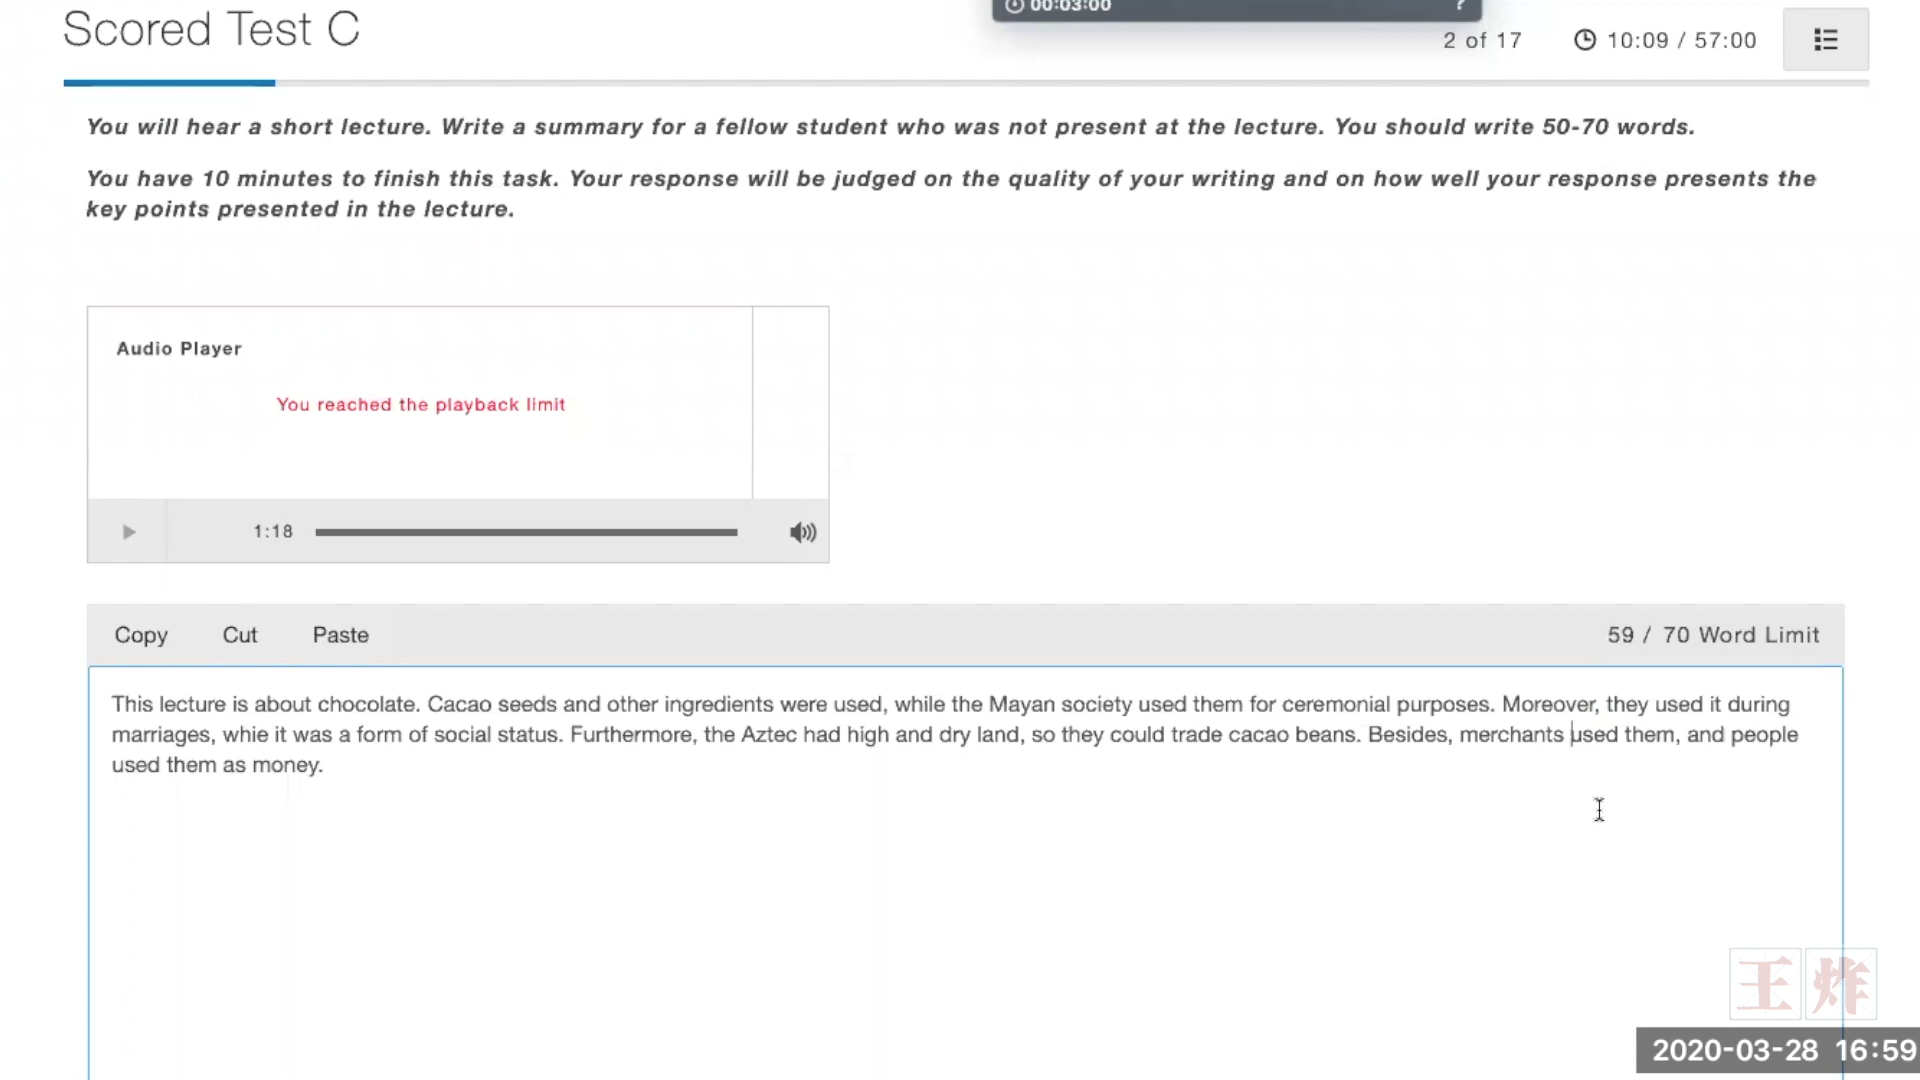 00:03:00 ?
Scored Test C
2 of 17 10:09 / 57:00
You will hear a short lecture. Write a summary for a fellow student who was not present at the lecture. You should write 50-70 words.
You have 10 minutes to finish this task. Your response will be judged on the quality of your writing and on how well your response presents the
key points presented in the lecture.
Audio Player
You reached the playback limit
1:18
Copy Cut Paste 59 / 70 Word Limit
This lecture is about chocolate. Cacao seeds and other ingredients were used, while the Mayan society used them for ceremonial purposes. Moreover, they used it during
marriages, whie it was a form of social status. Furthermore, the Aztec had high and dry land, so they could trade cacao beans. Besides, merchants used them, and people
used them as money.
王炸
2020-03-28 16:59